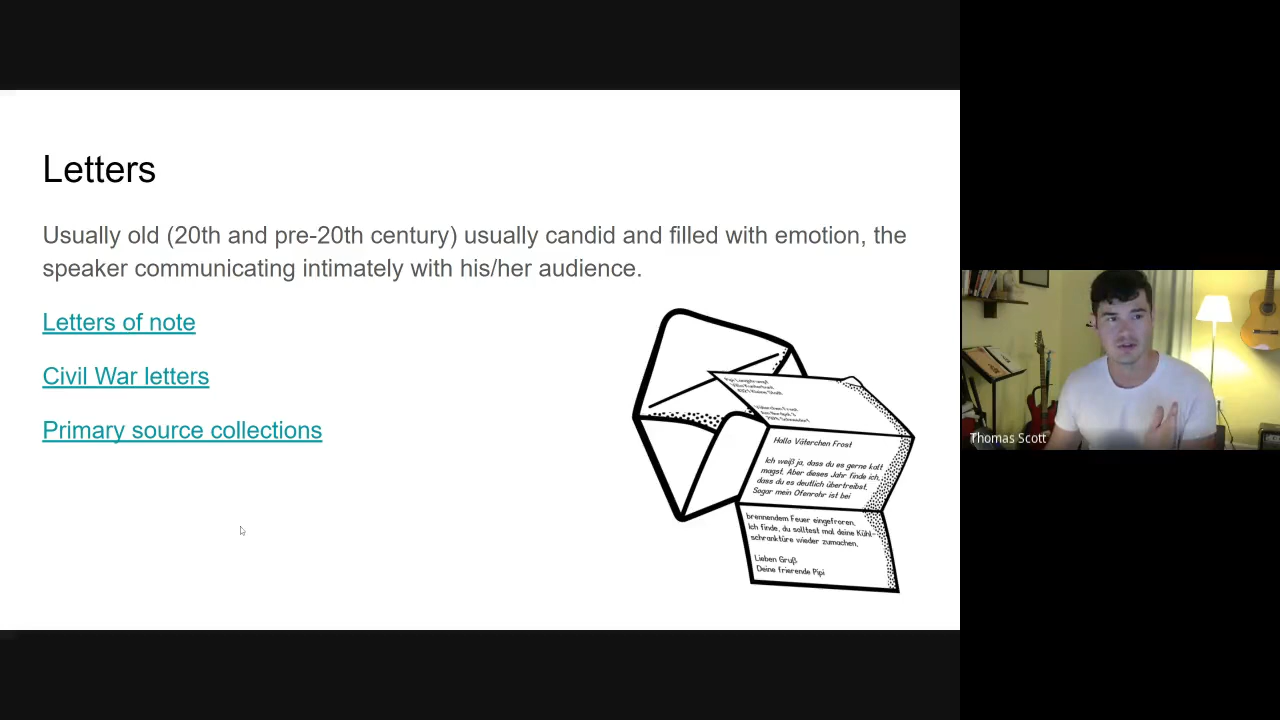 Letters
Usually old (20th and pre-20th century) usually candid and filled with emotion, the
speaker communicating intimately with his/her audience.
Letters of note
Civil War letters
Primary source collections
Hallo Väterchen Frost
Ich weiß ja, dass du es gerne kalt
magst. Aber dieses Jahr finde ich,
dass du es deutlich übertreibst.
Sogar mein Ofenrohr ist bei
brennendem Feuer eingefroren.
Ich finde, du solltest mal deine Kühl-
schranktüre wieder zumachen.
Lieben Gruß
Deine frierende Pipi
Thomas Scott